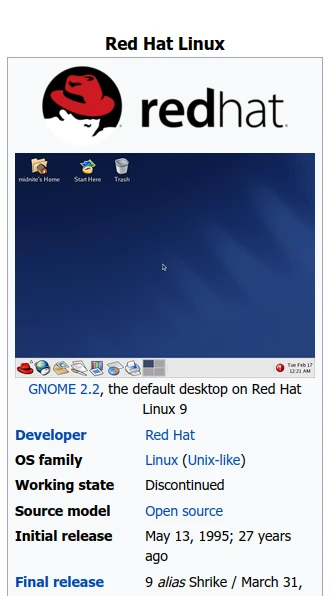 Red Hat Linux
redhat.
midnite's Home
Start Here
Trash
Tue Feb 17
12:21 AM
GNOME 2.2, the default desktop on Red Hat
Linux 9
Developer Red Hat
OS family Linux (Unix-like)
Working state Discontinued
Source model Open source
Initial release May 13, 1995; 27 years
ago
Final release 9 alias Shrike / March 31,